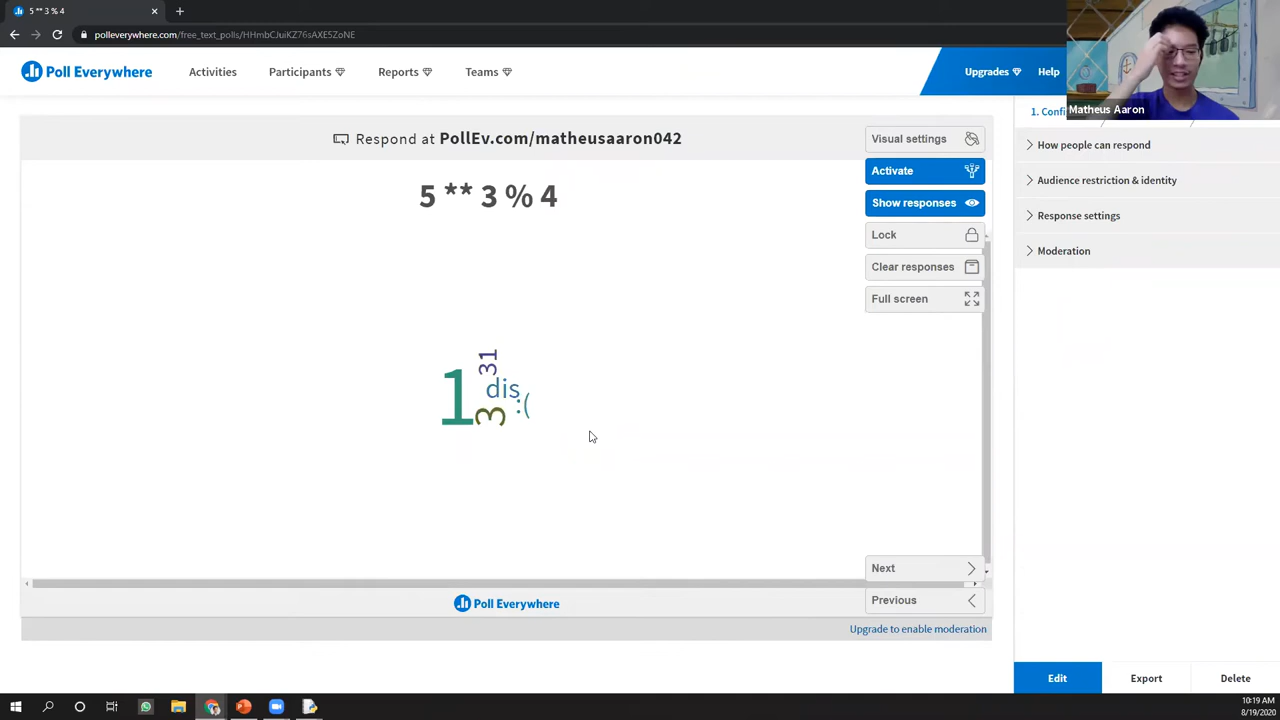 5 ** 3 % 4
polleverywhere.com/free_text_polls/HHmbCJuiKZ76sAXE5ZoNE
Poll Everywhere
Activities
Participants
Reports
Teams
Upgrades
Help
Matheus Aaron
Respond at PollEv.com/matheusaaron042
5 ** 3 % 4
1
31
dis
3
:(
Visual settings
Activate
Show responses
Lock
Clear responses
Full screen
Next
Previous
Poll Everywhere
Upgrade to enable moderation
How people can respond
Audience restriction & identity
Response settings
Moderation
Edit
Export
Delete
10:19 AM
8/19/2020